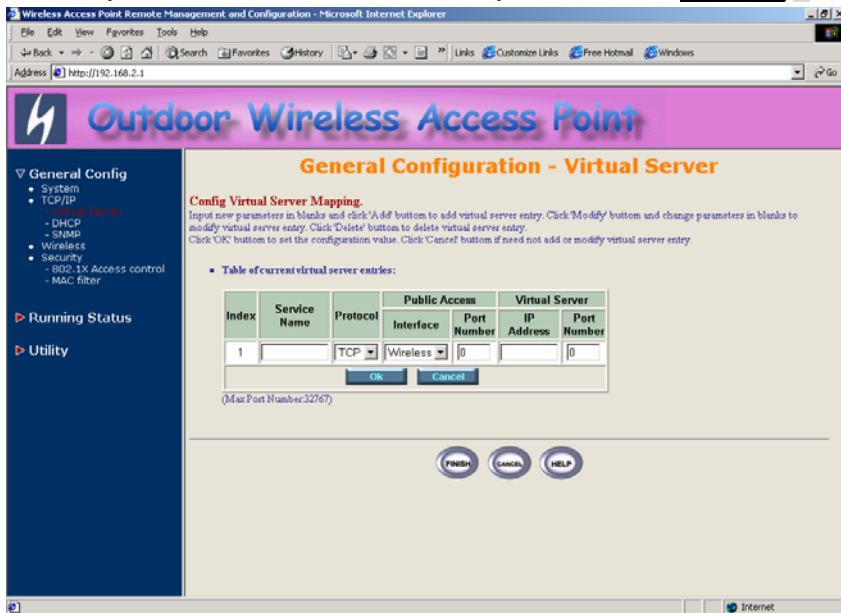 Wireless Access Point Remote Management and Configuration - Microsoft Internet Explorer
File Edit View Favorites Tools Help
Back Search Favorites History Links Customize Links Free Hotmail Windows
Address http://192.168.2.1 Go
Outdoor Wireless Access Point
General Config
System
TCP/IP
- Virtual Server
- DHCP
- SNMP
Wireless
Security
- 802.1X Access control
- MAC filter
Running Status
Utility
General Configuration - Virtual Server
Config Virtual Server Mapping.
Input new parameters in blanks and click 'Add' buttom to add virtual server entry. Click 'Modify' buttom and change parameters in blanks to
modify virtual server entry. Click 'Delete' buttom to delete virtual server entry.
Click 'OK' buttom to set the configuration value. Click 'Cancel' buttom if need not add or modify virtual server entry.
Table of current virtual server entries:
Index Service Name Protocol Public Access Virtual Server
Interface Port Number IP Address Port Number
1 TCP Wireless 0 0
Ok Cancel
(Max Port Number:32767)
FINISH CANCEL HELP
Internet